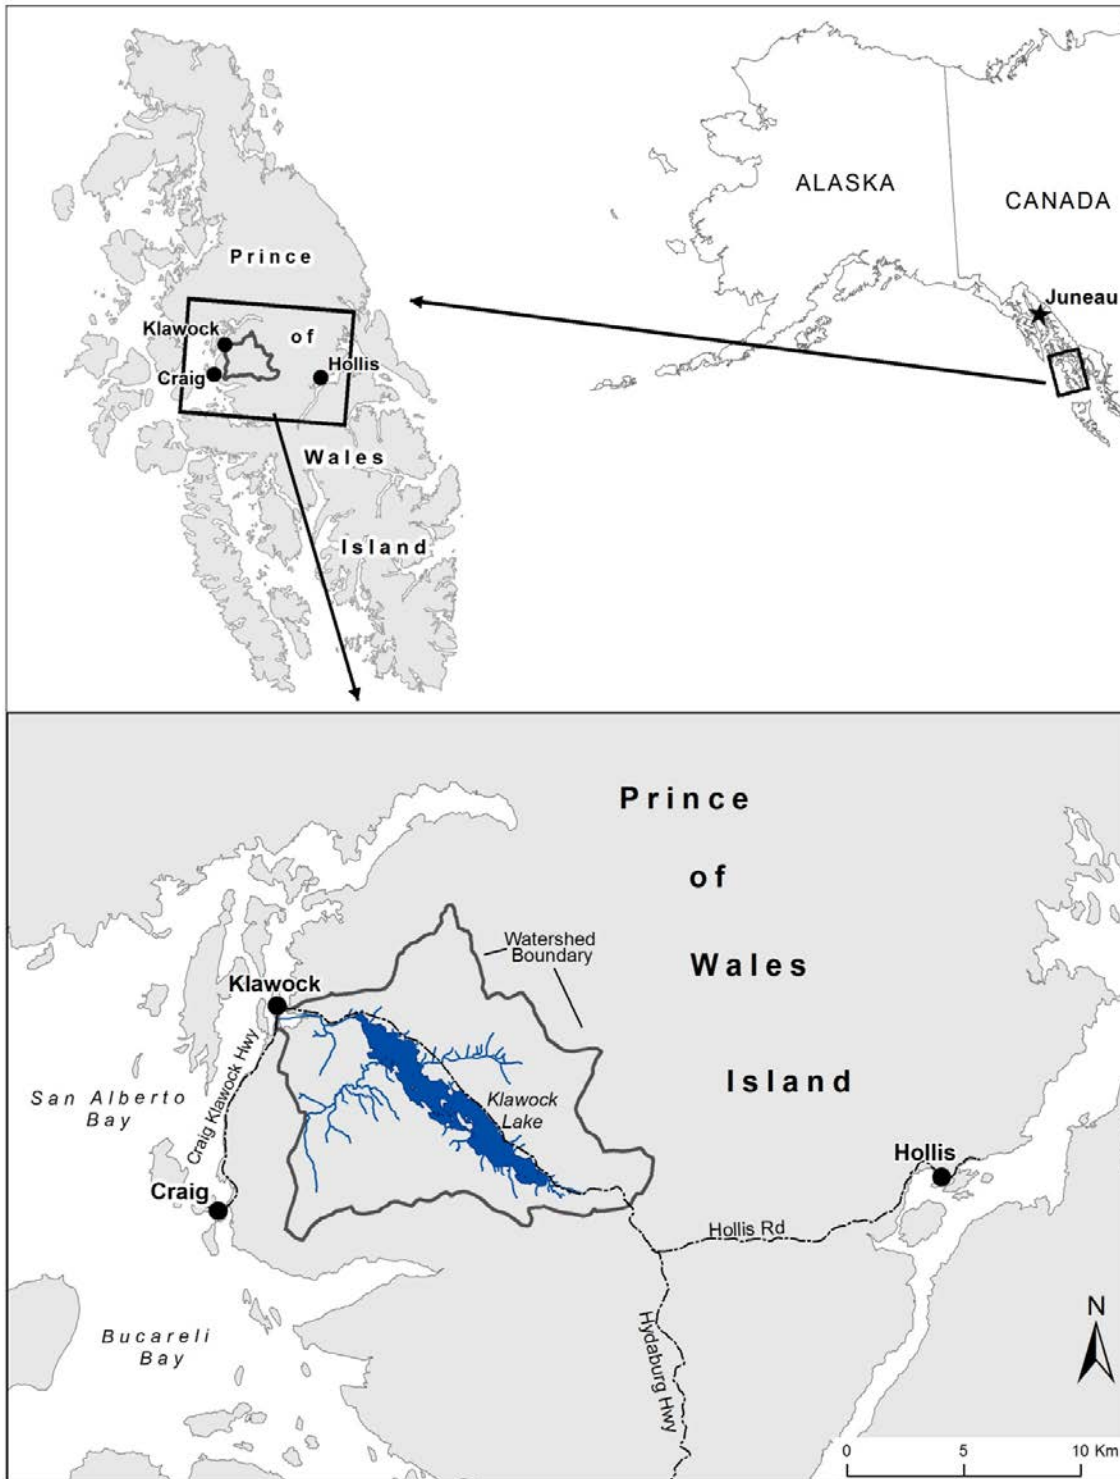 ALASKA
CANADA
Juneau
Prince
of
Wales
Island
Klawock
Craig
Hollis
Prince
of
Wales
Island
Watershed
Boundary
Klawock
Craig Klawock Hwy
San Alberto
Bay
Klawock
Lake
Craig
Hollis
Hollis Rd
Hydaburg Hwy
Bucareli
Bay
N
0 5 10 Km